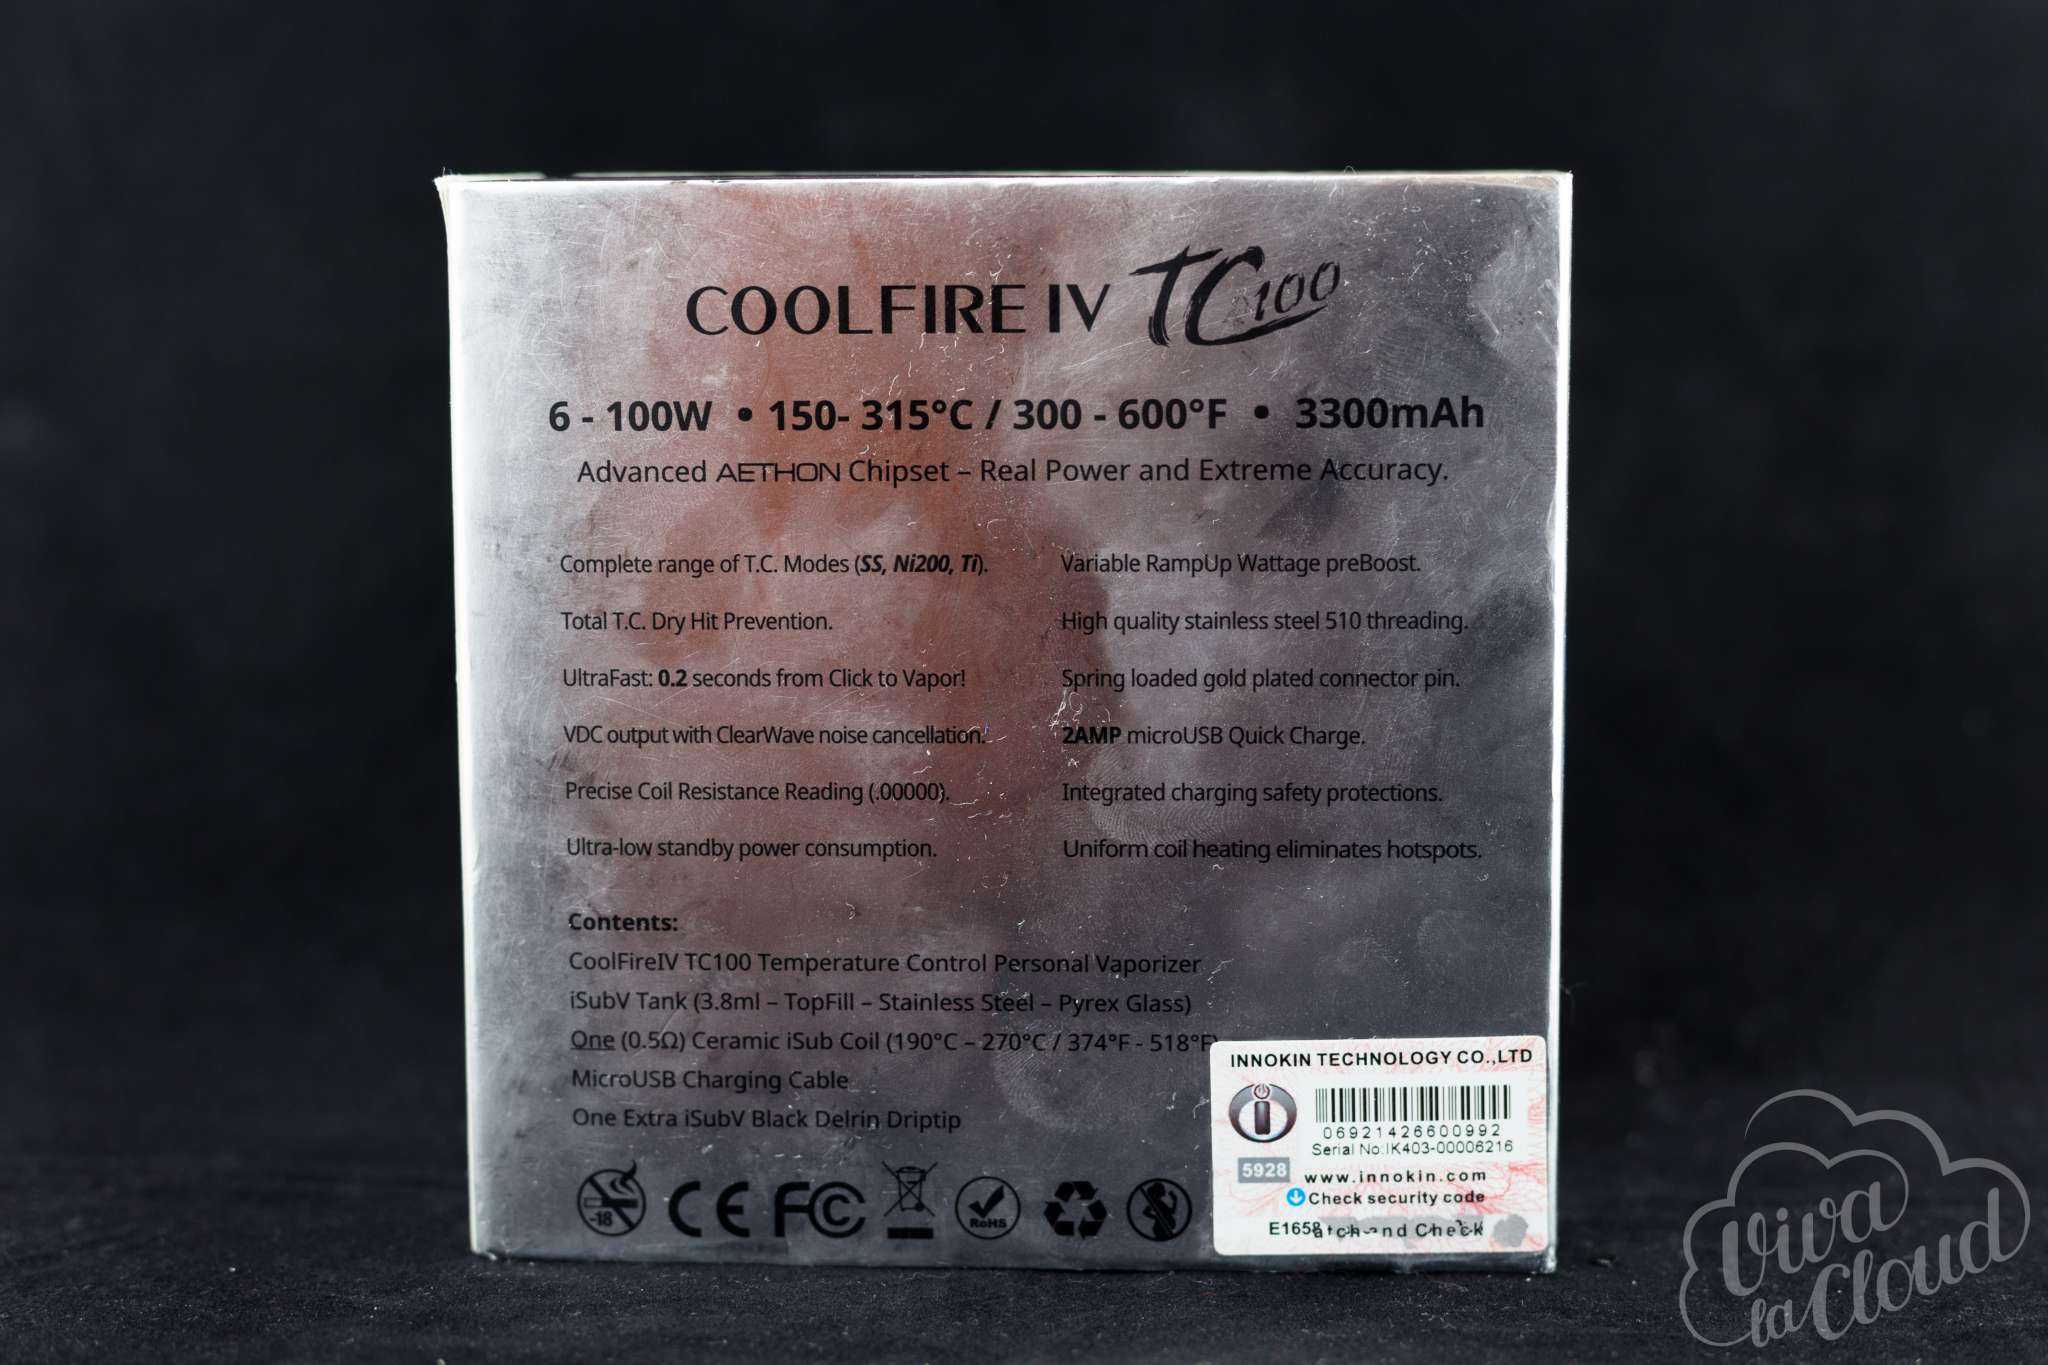 COOLFIRE IV TC100
6 - 100W • 150- 315°C / 300 - 600°F • 3300mAh
Advanced AETHON Chipset – Real Power and Extreme Accuracy.
Complete range of T.C. Modes (SS, Ni200, Ti).
Total T.C. Dry Hit Prevention.
UltraFast: 0.2 seconds from Click to Vapor!
VDC output with ClearWave noise cancellation.
Precise Coil Resistance Reading (.00000).
Ultra-low standby power consumption.
Variable RampUp Wattage preBoost.
High quality stainless steel 510 threading.
Spring loaded gold plated connector pin.
2AMP microUSB Quick Charge.
Integrated charging safety protections.
Uniform coil heating eliminates hotspots.
Contents:
CoolFireIV TC100 Temperature Control Personal Vaporizer
iSubV Tank (3.8ml – TopFill – Stainless Steel – Pyrex Glass)
One (0.5Ω) Ceramic iSub Coil (190°C – 270°C / 374°F - 518°F)
MicroUSB Charging Cable
One Extra iSubV Black Delrin Driptip
-18 CE FC RoHS
INNOKIN TECHNOLOGY CO.,LTD
06921426600992
Serial No:IK403-00006216
5928
www.innokin.com
Check security code
E1658 and Check
Viva
la Cloud